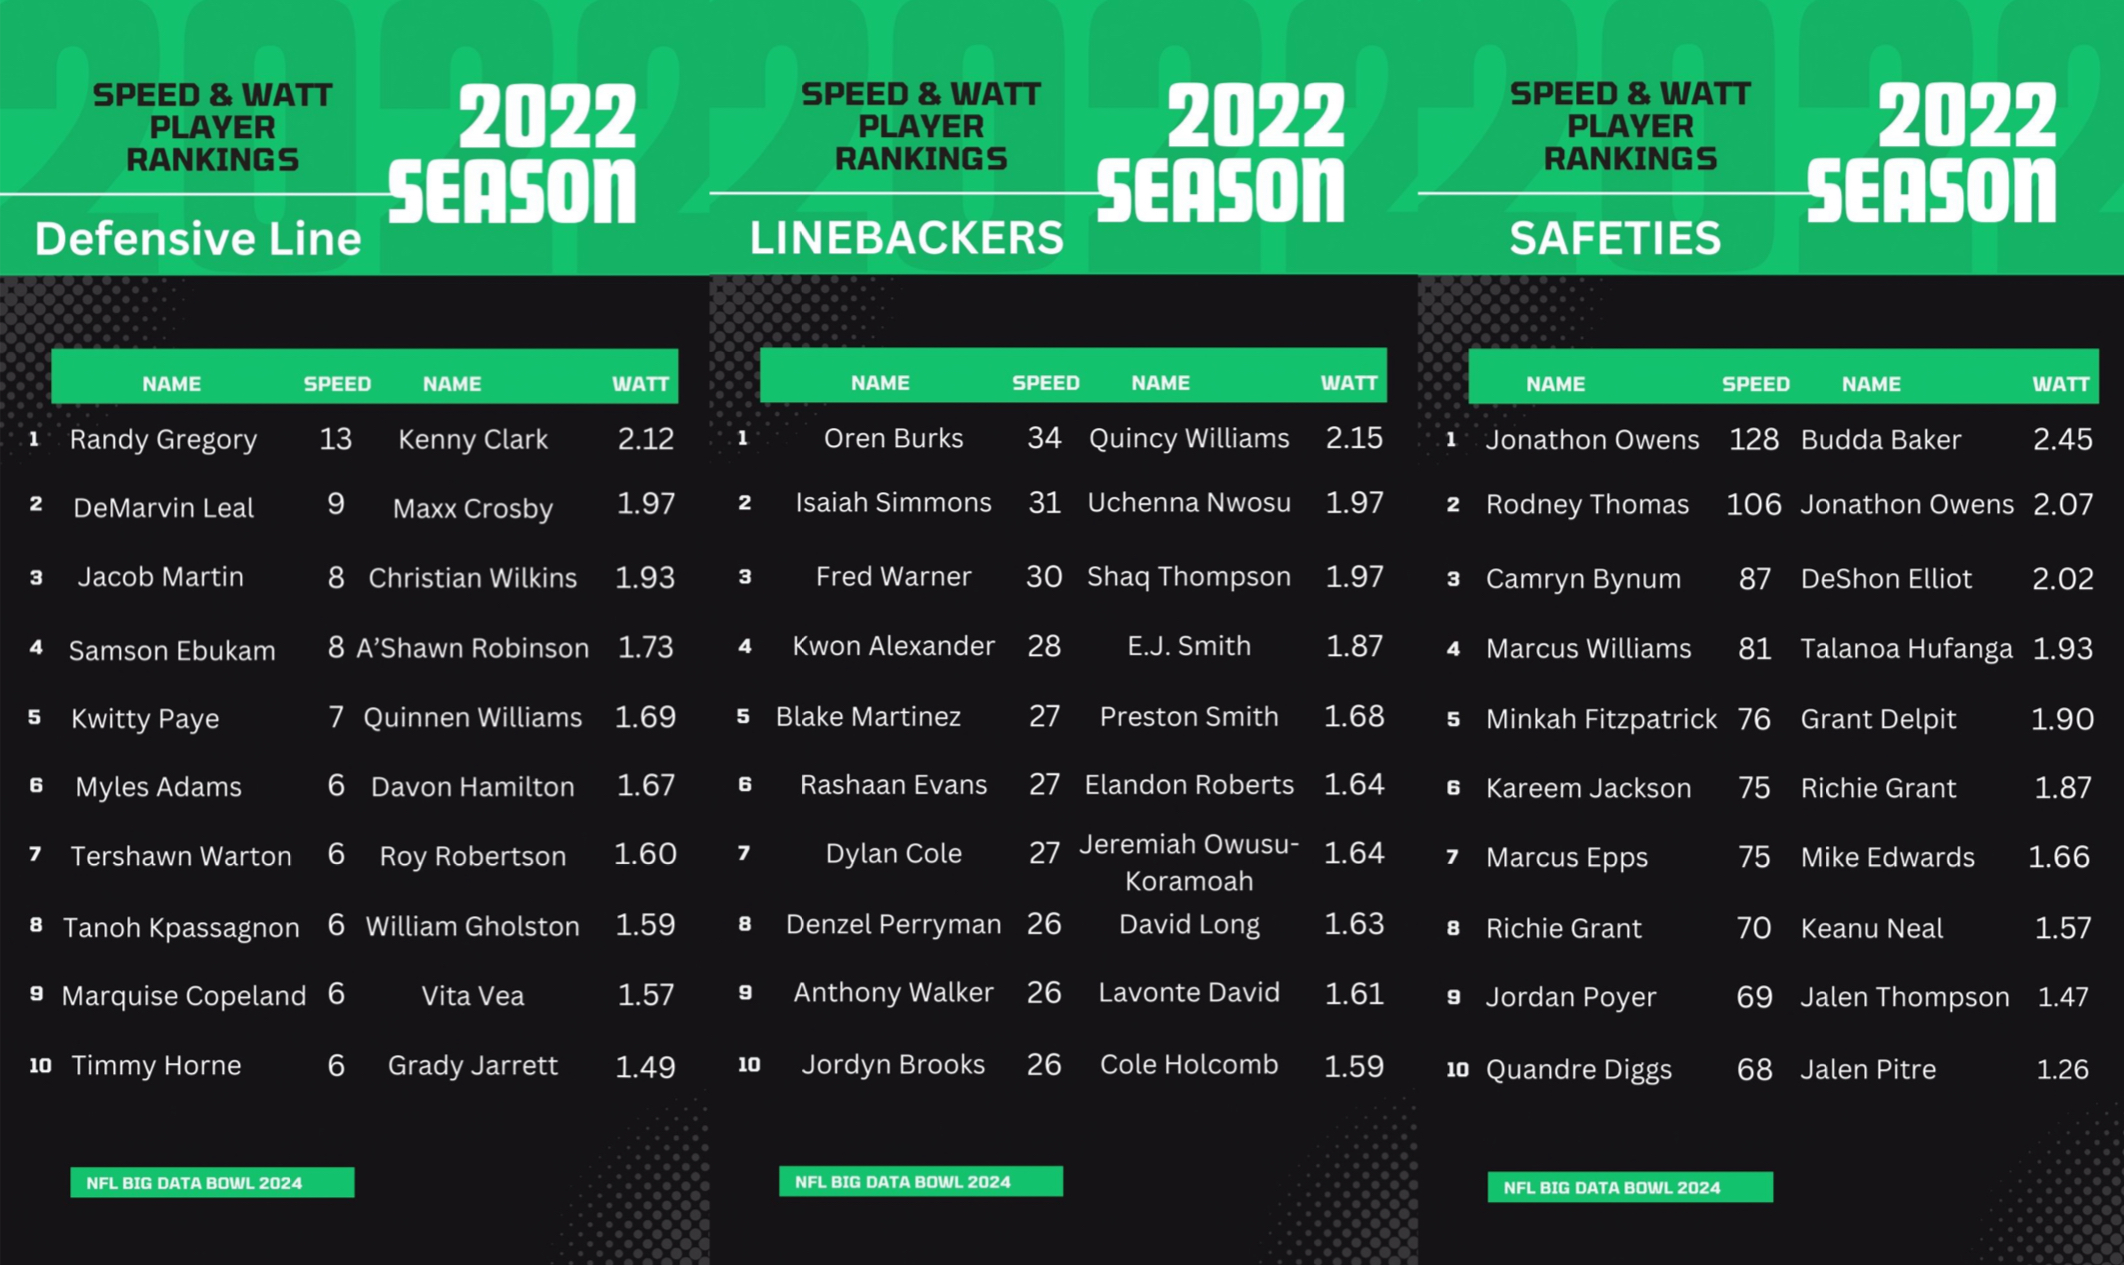 SPEED & WATT
PLAYER
RANKINGS
2022
SEASON
Defensive Line
NAME SPEED NAME WATT
1 Randy Gregory 13 Kenny Clark 2.12
2 DeMarvin Leal 9 Maxx Crosby 1.97
3 Jacob Martin 8 Christian Wilkins 1.93
4 Samson Ebukam 8 A’Shawn Robinson 1.73
5 Kwitty Paye 7 Quinnen Williams 1.69
6 Myles Adams 6 Davon Hamilton 1.67
7 Tershawn Warton 6 Roy Robertson 1.60
8 Tanoh Kpassagnon 6 William Gholston 1.59
9 Marquise Copeland 6 Vita Vea 1.57
10 Timmy Horne 6 Grady Jarrett 1.49
NFL BIG DATA BOWL 2024
SPEED & WATT
PLAYER
RANKINGS
2022
SEASON
LINEBACKERS
NAME SPEED NAME WATT
1 Oren Burks 34 Quincy Williams 2.15
2 Isaiah Simmons 31 Uchenna Nwosu 1.97
3 Fred Warner 30 Shaq Thompson 1.97
4 Kwon Alexander 28 E.J. Smith 1.87
5 Blake Martinez 27 Preston Smith 1.68
6 Rashaan Evans 27 Elandon Roberts 1.64
7 Dylan Cole 27 Jeremiah Owusu- 1.64
Koramoah
8 Denzel Perryman 26 David Long 1.63
9 Anthony Walker 26 Lavonte David 1.61
10 Jordyn Brooks 26 Cole Holcomb 1.59
NFL BIG DATA BOWL 2024
SPEED & WATT
PLAYER
RANKINGS
2022
SEASON
SAFETIES
NAME SPEED NAME WATT
1 Jonathon Owens 128 Budda Baker 2.45
2 Rodney Thomas 106 Jonathon Owens 2.07
3 Camryn Bynum 87 DeShon Elliot 2.02
4 Marcus Williams 81 Talanoa Hufanga 1.93
5 Minkah Fitzpatrick 76 Grant Delpit 1.90
6 Kareem Jackson 75 Richie Grant 1.87
7 Marcus Epps 75 Mike Edwards 1.66
8 Richie Grant 70 Keanu Neal 1.57
9 Jordan Poyer 69 Jalen Thompson 1.47
10 Quandre Diggs 68 Jalen Pitre 1.26
NFL BIG DATA BOWL 2024